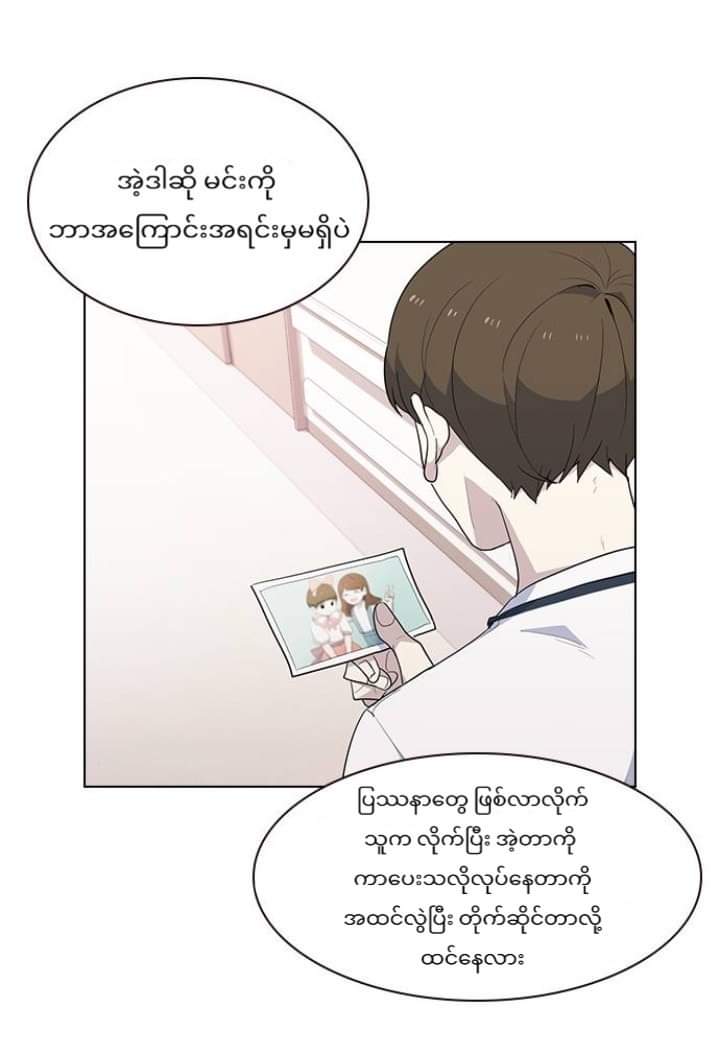 အဲ့ဒါဆို မင်းကို
ဘာအကြောင်းအရင်းမှမရှိပဲ
ပြဿနာတွေ ဖြစ်လာလိုက်
သူက လိုက်ပြီး အဲ့တာကို
ကာပေးသလိုလုပ်နေတာကို
အထင်လွဲပြီး တိုက်ဆိုင်တာလို့
ထင်နေလား